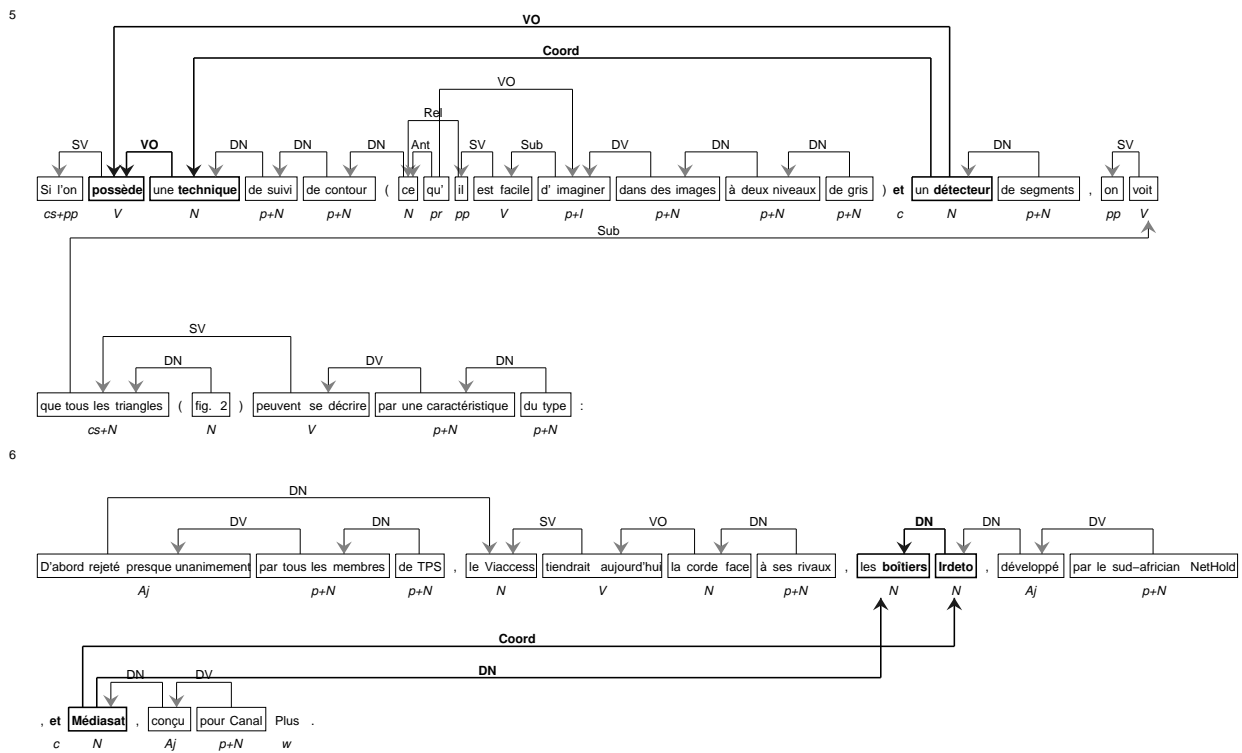 5
VO
Coord
VO
Rel
SV VO DN DN DN Ant SV Sub DV DN DN DN SV
Si l'on possède une technique de suivi de contour ( ce qu' il est facile d' imaginer dans des images à deux niveaux de gris ) et un détecteur de segments , on voit
cs+pp V N p+N p+N N pr pp V p+I p+N p+N p+N c N p+N pp V
Sub
SV
DN DV DN
que tous les triangles ( fig. 2 ) peuvent se décrire par une caractéristique du type :
cs+N N V p+N p+N
6
DN
DV DN SV VO DN DN DN DV
D'abord rejeté presque unanimement par tous les membres de TPS , le Viaccess tiendrait aujourd'hui la corde face à ses rivaux , les boîtiers Irdeto , développé par le sud–africian NetHold
Aj p+N p+N N V N p+N N N Aj p+N
Coord
DN
DN DV
, et Médiasat , conçu pour Canal Plus .
c N Aj p+N w